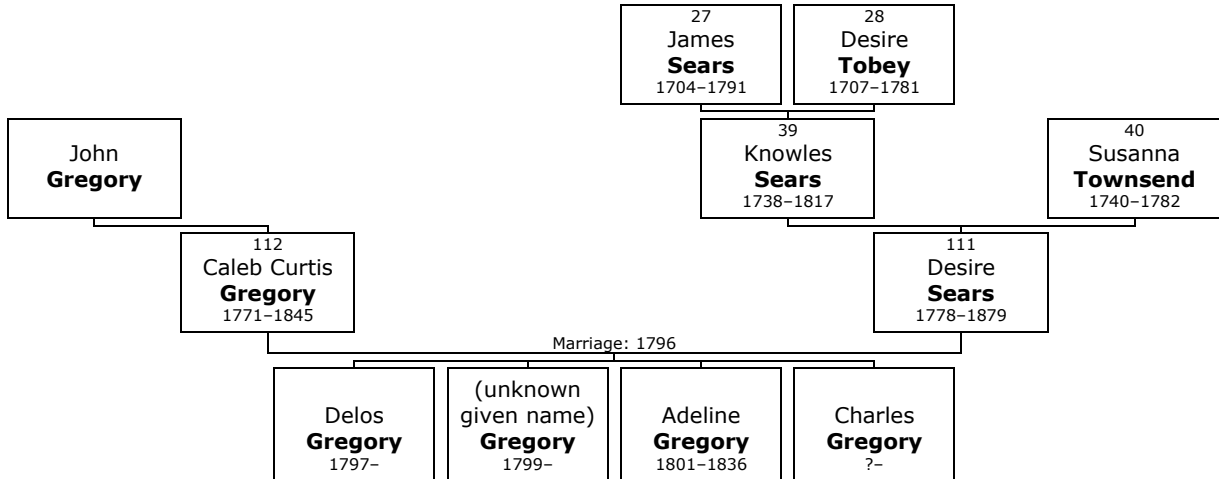 27
James
Sears
1704–1791
28
Desire
Tobey
1707–1781
John
Gregory
39
Knowles
Sears
1738–1817
40
Susanna
Townsend
1740–1782
112
Caleb Curtis
Gregory
1771–1845
111
Desire
Sears
1778–1879
Marriage: 1796
Delos
Gregory
1797–
(unknown
given name)
Gregory
1799–
Adeline
Gregory
1801–1836
Charles
Gregory
?–